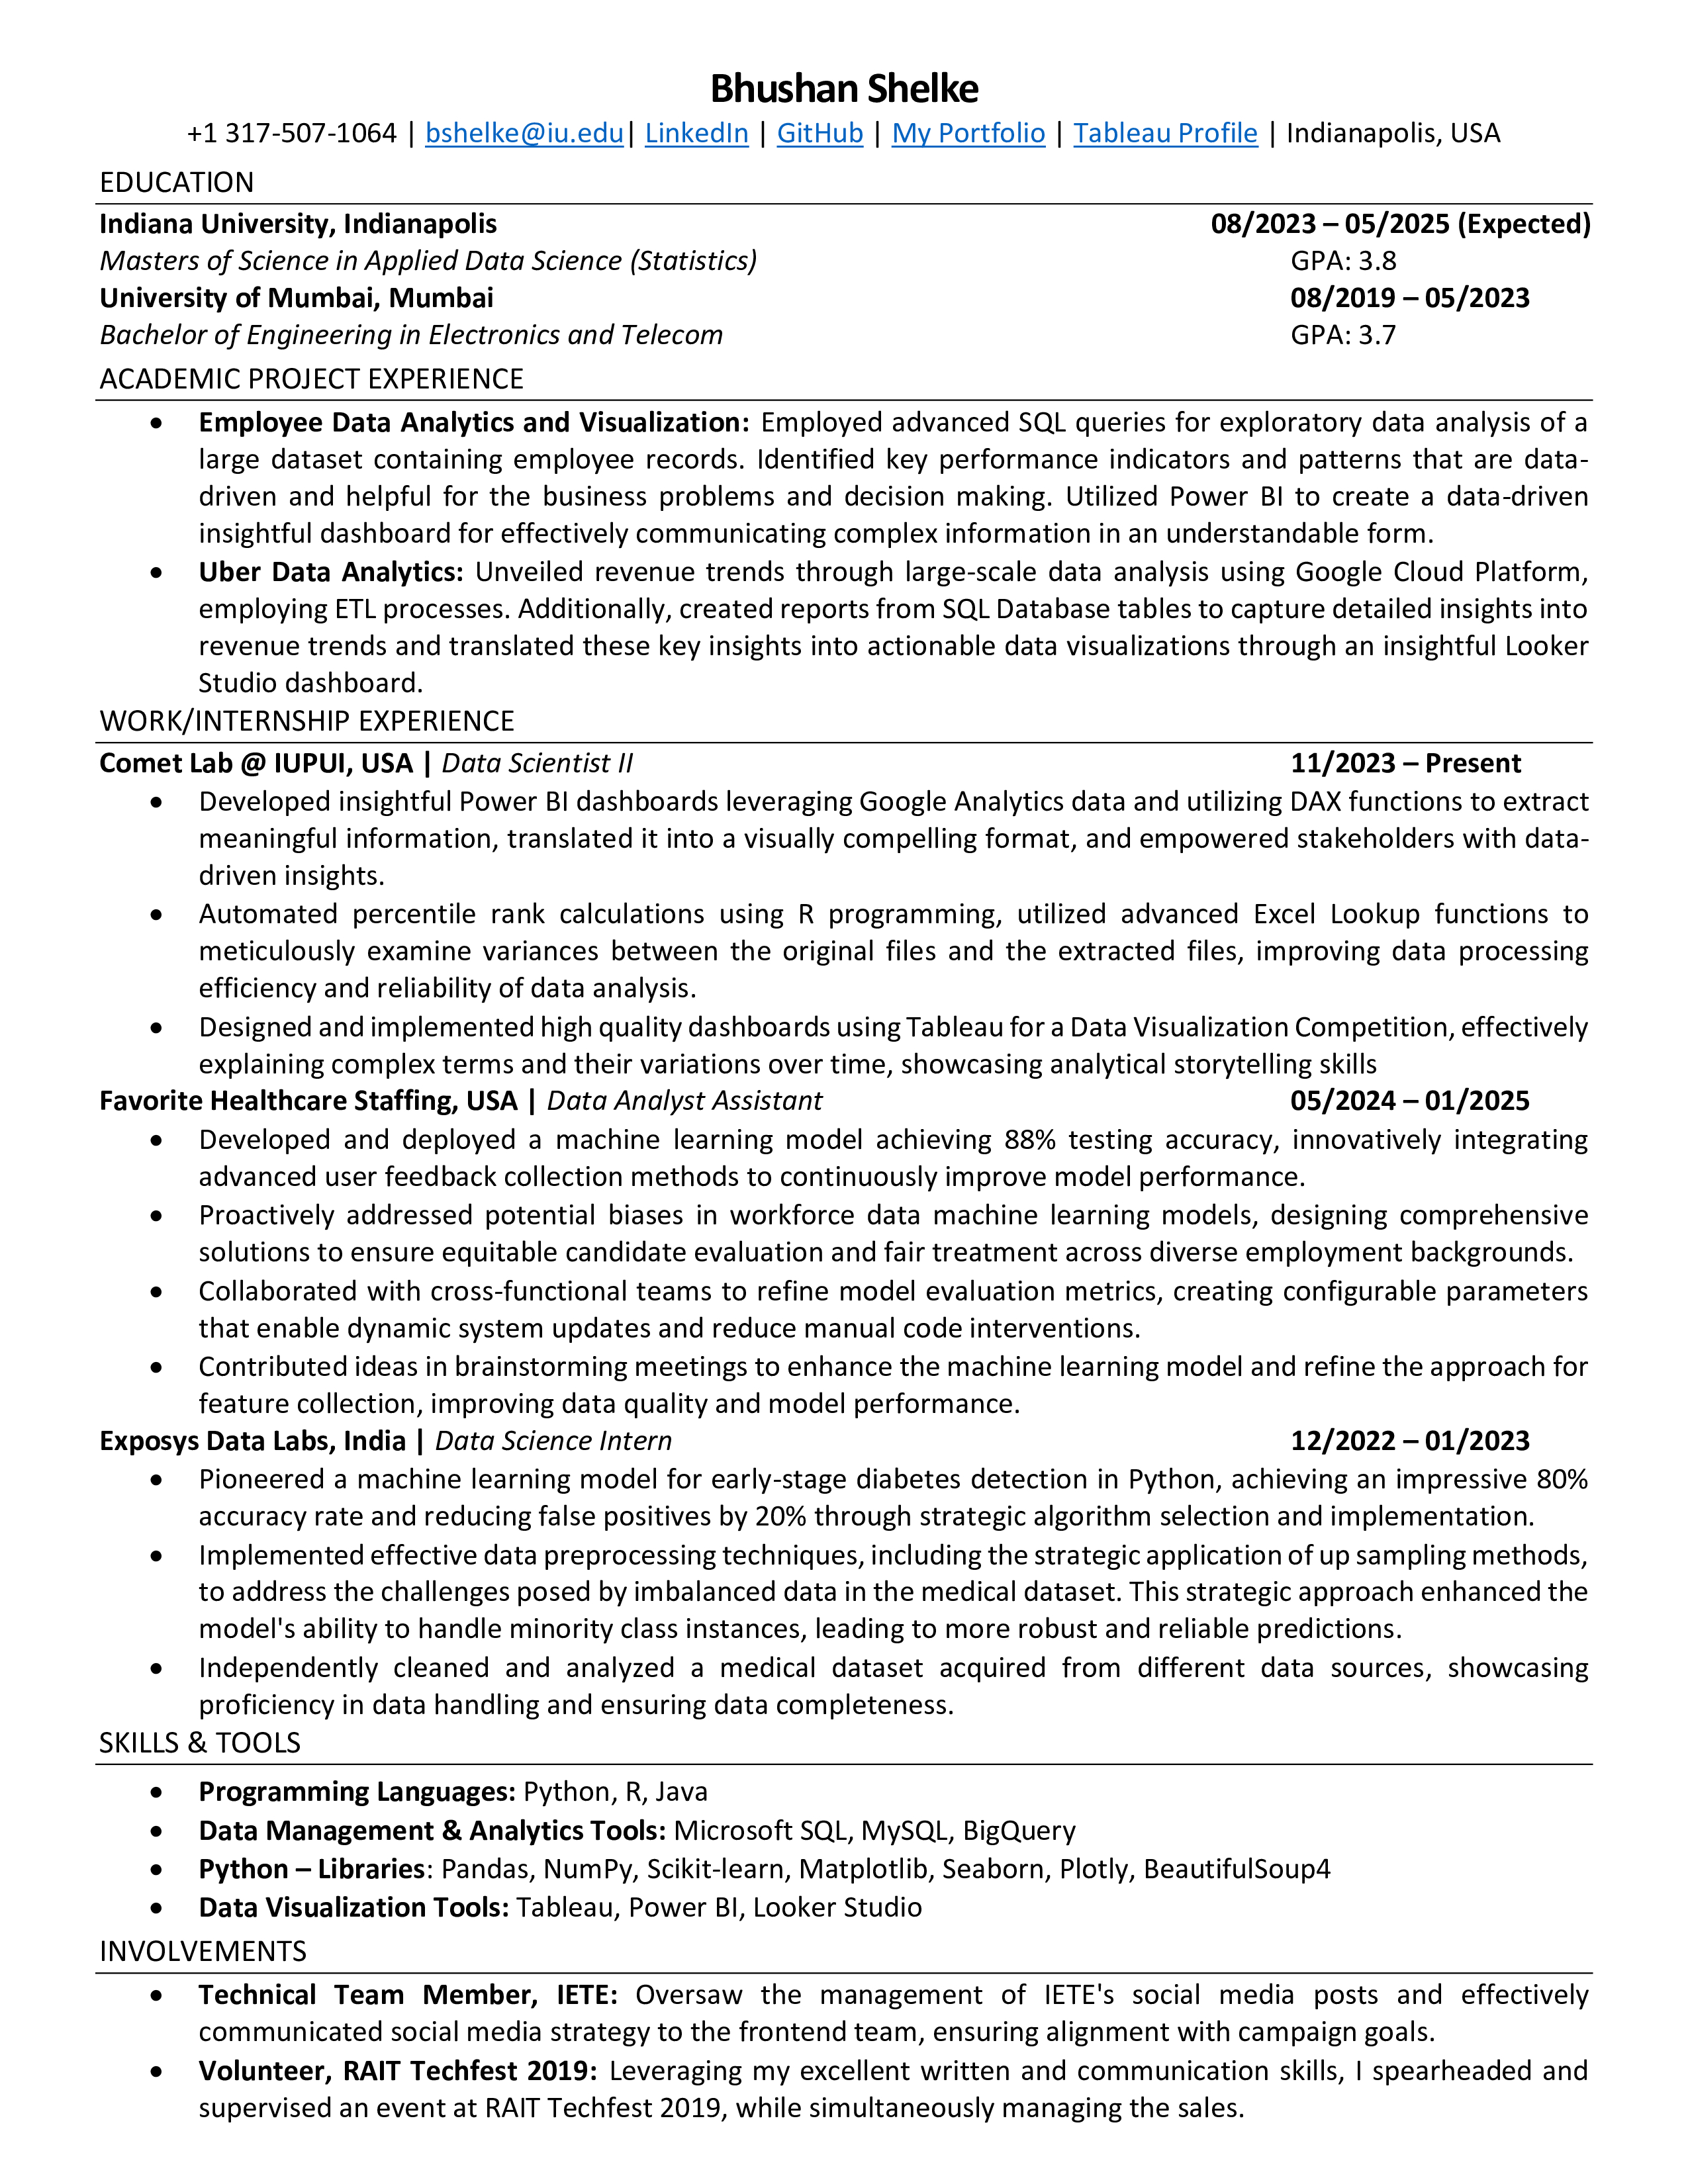 Bhushan Shelke
+1 317-507-1064 | bshelke@iu.edu| LinkedIn | GitHub | My Portfolio | Tableau Profile | Indianapolis, USA
EDUCATION
Indiana University, Indianapolis 08/2023 – 05/2025 (Expected)
Masters of Science in Applied Data Science (Statistics) GPA: 3.8
University of Mumbai, Mumbai 08/2019 – 05/2023
Bachelor of Engineering in Electronics and Telecom GPA: 3.7
ACADEMIC PROJECT EXPERIENCE
• Employee Data Analytics and Visualization: Employed advanced SQL queries for exploratory data analysis of a
large dataset containing employee records. Identified key performance indicators and patterns that are data-
driven and helpful for the business problems and decision making. Utilized Power BI to create a data-driven
insightful dashboard for effectively communicating complex information in an understandable form.
• Uber Data Analytics: Unveiled revenue trends through large-scale data analysis using Google Cloud Platform,
employing ETL processes. Additionally, created reports from SQL Database tables to capture detailed insights into
revenue trends and translated these key insights into actionable data visualizations through an insightful Looker
Studio dashboard.
WORK/INTERNSHIP EXPERIENCE
Comet Lab @ IUPUI, USA | Data Scientist II 11/2023 – Present
• Developed insightful Power BI dashboards leveraging Google Analytics data and utilizing DAX functions to extract
meaningful information, translated it into a visually compelling format, and empowered stakeholders with data-
driven insights.
• Automated percentile rank calculations using R programming, utilized advanced Excel Lookup functions to
meticulously examine variances between the original files and the extracted files, improving data processing
efficiency and reliability of data analysis.
• Designed and implemented high quality dashboards using Tableau for a Data Visualization Competition, effectively
explaining complex terms and their variations over time, showcasing analytical storytelling skills
Favorite Healthcare Staffing, USA | Data Analyst Assistant 05/2024 – 01/2025
• Developed and deployed a machine learning model achieving 88% testing accuracy, innovatively integrating
advanced user feedback collection methods to continuously improve model performance.
• Proactively addressed potential biases in workforce data machine learning models, designing comprehensive
solutions to ensure equitable candidate evaluation and fair treatment across diverse employment backgrounds.
• Collaborated with cross-functional teams to refine model evaluation metrics, creating configurable parameters
that enable dynamic system updates and reduce manual code interventions.
• Contributed ideas in brainstorming meetings to enhance the machine learning model and refine the approach for
feature collection, improving data quality and model performance.
Exposys Data Labs, India | Data Science Intern 12/2022 – 01/2023
• Pioneered a machine learning model for early-stage diabetes detection in Python, achieving an impressive 80%
accuracy rate and reducing false positives by 20% through strategic algorithm selection and implementation.
• Implemented effective data preprocessing techniques, including the strategic application of up sampling methods,
to address the challenges posed by imbalanced data in the medical dataset. This strategic approach enhanced the
model's ability to handle minority class instances, leading to more robust and reliable predictions.
• Independently cleaned and analyzed a medical dataset acquired from different data sources, showcasing
proficiency in data handling and ensuring data completeness.
SKILLS & TOOLS
• Programming Languages: Python, R, Java
• Data Management & Analytics Tools: Microsoft SQL, MySQL, BigQuery
• Python – Libraries: Pandas, NumPy, Scikit-learn, Matplotlib, Seaborn, Plotly, BeautifulSoup4
• Data Visualization Tools: Tableau, Power BI, Looker Studio
INVOLVEMENTS
• Technical Team Member, IETE: Oversaw the management of IETE's social media posts and effectively
communicated social media strategy to the frontend team, ensuring alignment with campaign goals.
• Volunteer, RAIT Techfest 2019: Leveraging my excellent written and communication skills, I spearheaded and
supervised an event at RAIT Techfest 2019, while simultaneously managing the sales.